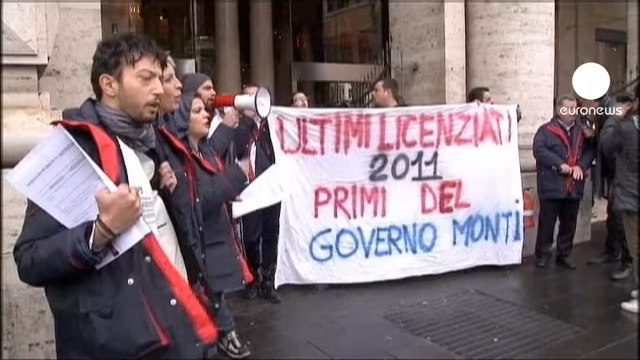 euronews
ULTIMI LICENZIATI
2011
PRIMI DEL
GOVERNO MONTI